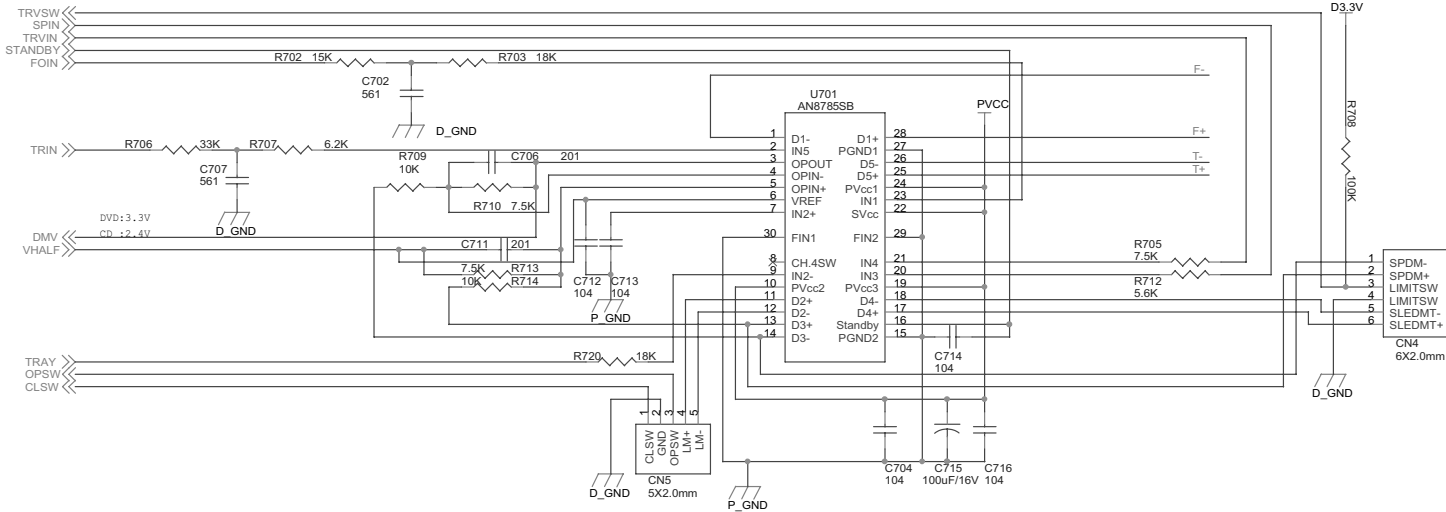 TRVSW
SPIN
TRVIN
STANDBY
FOIN
R702 15K
R703 18K
C702
561
D_GND
TRIN
R706 33K
R707 6.2K
C707
561
D_GND
R709
10K
C706 201
R710 7.5K
DVD:3.3V
CD :2.4V
DMV
VHALF
C711 201
7.5K R713
10K R714
C712
104
C713
104
P_GND
U701
AN8785SB
1 D1-
2 IN5
3 OPOUT
4 OPIN-
5 OPIN+
6 VREF
7 IN2+
30 FIN1
8 CH.4SW
9 IN2-
10 PVcc2
11 D2+
12 D2-
13 D3+
14 D3-
D1+ 28
PGND1 27
D5- 26
D5+ 25
PVcc1 24
IN1 23
SVcc 22
FIN2 29
IN4 21
IN3 20
PVcc3 19
D4- 18
D4+ 17
Standby 16
PGND2 15
PVCC
F-
F+
T-
T+
D3.3V
R708
100K
R705
7.5K
R712
5.6K
C714
104
1 SPDM-
2 SPDM+
3 LIMITSW
4 LIMITSW
5 SLEDMT-
6 SLEDMT+
CN4
6X2.0mm
D_GND
TRAY
OPSW
CLSW
R720 18K
1 CLSW
2 GND
3 OPSW
4 LM+
5 LM-
CN5
5X2.0mm
D_GND
P_GND
C704
104
C715
100uF/16V
C716
104